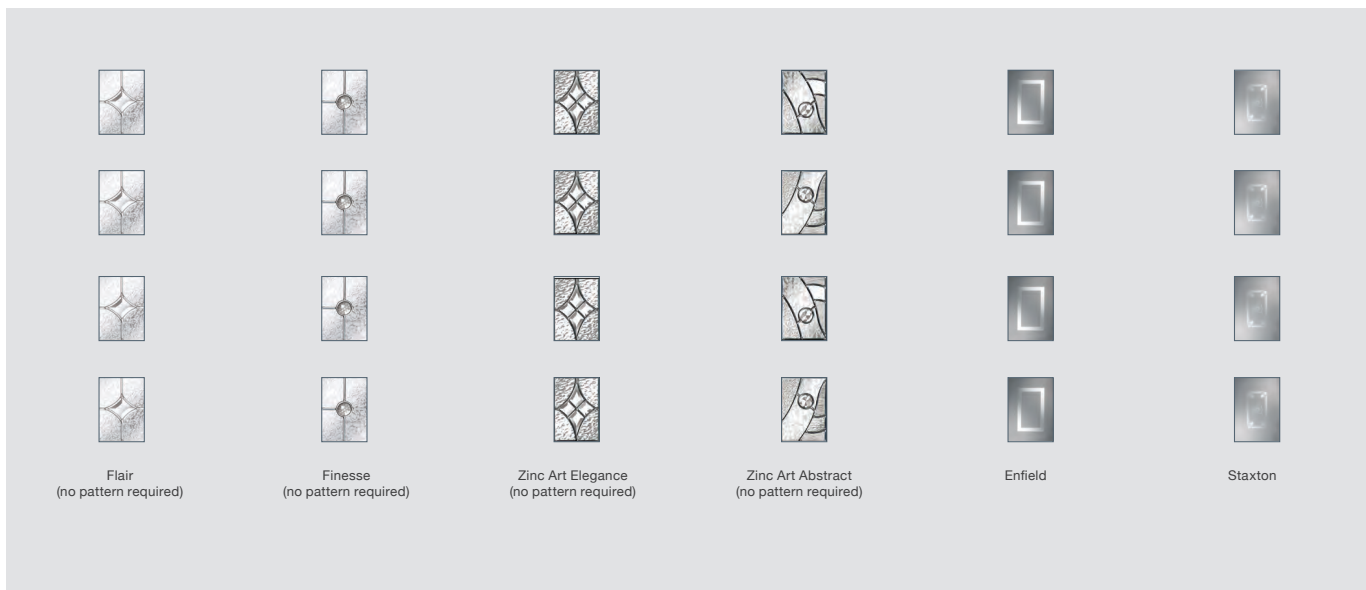 Flair
(no pattern required)
Finesse
(no pattern required)
Zinc Art Elegance
(no pattern required)
Zinc Art Abstract
(no pattern required)
Enfield
Staxton